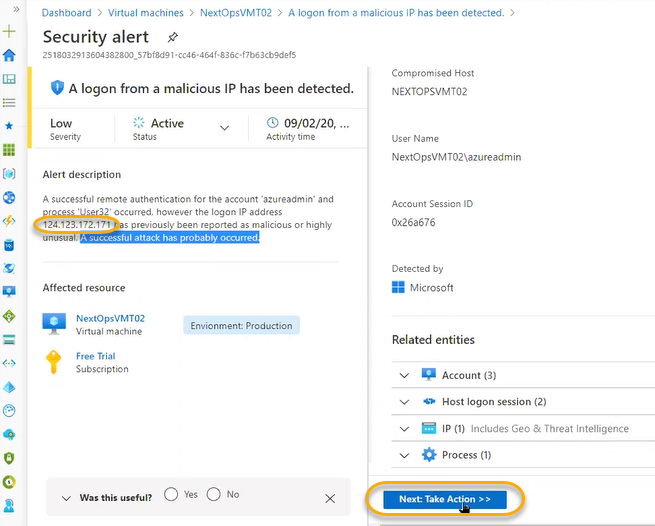 Dashboard > Virtual machines > NextOpsVMT02 > A logon from a malicious IP has been detected. >
Security alert
2518032913604382800_57bf8d91-cc46-464f-836c-f7b63cb9def5
A logon from a malicious IP has been detected.
Low
Severity
Active
Status
09/02/20, ...
Activity time
Alert description
A successful remote authentication for the account 'azureadmin' and
process 'User32' occurred, however the logon IP address
124.123.172.171 has previously been reported as malicious or highly
unusual. A successful attack has probably occurred.
Affected resource
NextOpsVMT02
Virtual machine
Envionment: Production
Free Trial
Subscription
Was this useful?
Yes
No
Compromised Host
NEXTOPSVMT02
User Name
NextOpsVMT02\azureadmin
Account Session ID
0x26a676
Detected by
Microsoft
Related entities
Account (3)
Host logon session (2)
IP (1) Includes Geo & Threat Intelligence
Process (1)
Next: Take Action >>